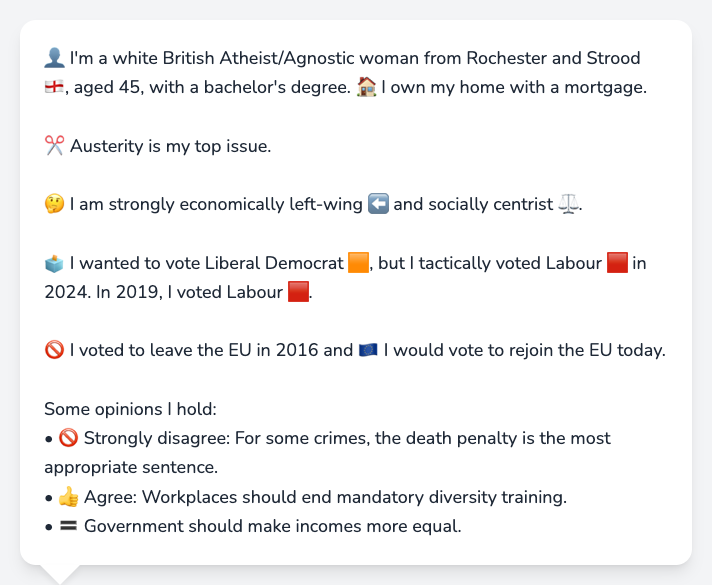 👤 I'm a white British Atheist/Agnostic woman from Rochester and Strood
🏴󠁧󠁢󠁥󠁮󠁧󠁿, aged 45, with a bachelor's degree. 🏠 I own my home with a mortgage.
✂️ Austerity is my top issue.
🤔 I am strongly economically left-wing ⬅️ and socially centrist ⚖️.
🗳️ I wanted to vote Liberal Democrat 🟧, but I tactically voted Labour 🟥 in
2024. In 2019, I voted Labour 🟥.
🚫 I voted to leave the EU in 2016 and 🇪🇺 I would vote to rejoin the EU today.
Some opinions I hold:
• 🚫 Strongly disagree: For some crimes, the death penalty is the most
appropriate sentence.
• 👍 Agree: Workplaces should end mandatory diversity training.
• 🟰 Government should make incomes more equal.